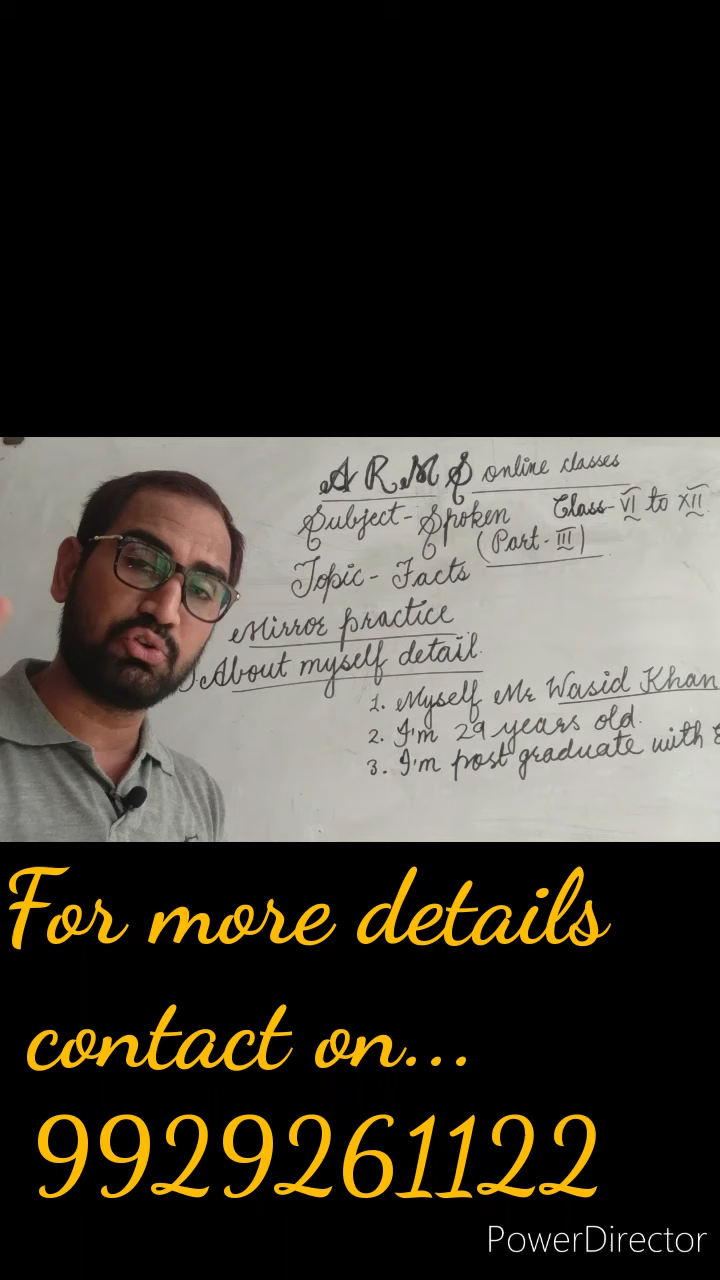 A R M S online classes
Subject - Spoken Class - VI to XII
(Part - III)
Topic - Facts
Mirror practice
About myself detail
1. Myself Mr Wasid Khan
2. I'm 29 years old.
3. I'm post graduate with
For more details
contact on...
9929261122
PowerDirector